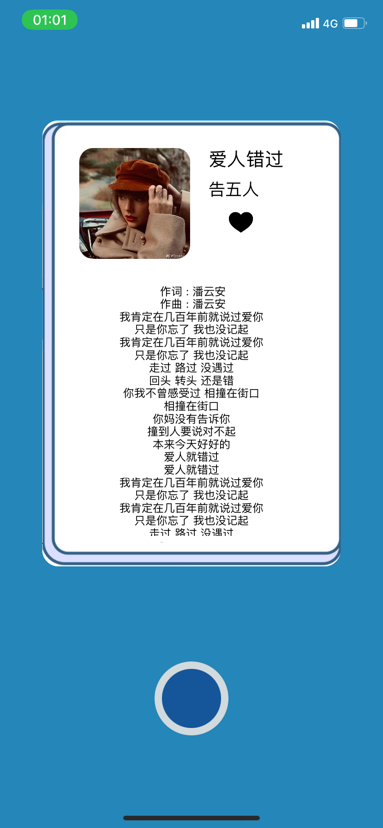 01:01
4G
爱人错过
告五人
作词：潘云安
作曲：潘云安
我肯定在几百年前就说过爱你
只是你忘了 我也没记起
我肯定在几百年前就说过爱你
只是你忘了 我也没记起
走过 路过 没遇过
回头 转头 还是错
你我不曾感受过 相撞在街口
相撞在街口
你妈没有告诉你
撞到人要说对不起
本来今天好好的
爱人就错过
爱人就错过
我肯定在几百年前就说过爱你
只是你忘了 我也没记起
我肯定在几百年前就说过爱你
只是你忘了 我也没记起
走过 路过 没遇过